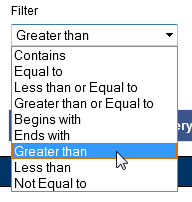 Filter
Greater than
Contains
Equal to
Less than or Equal to
Greater than or Equal to
Begins with
Ends with
Greater than
Less than
Not Equal to